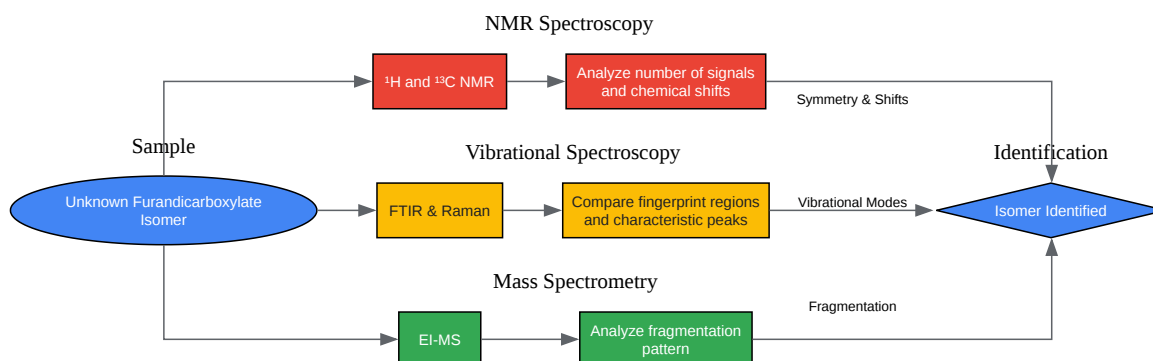 NMR Spectroscopy
¹H and ¹³C NMR
Analyze number of signals
and chemical shifts
Symmetry & Shifts
Sample
Vibrational Spectroscopy
Identification
Unknown Furandicarboxylate
Isomer
FTIR & Raman
Compare fingerprint regions
and characteristic peaks
Vibrational Modes
Isomer Identified
Mass Spectrometry
EI-MS
Analyze fragmentation
pattern
Fragmentation